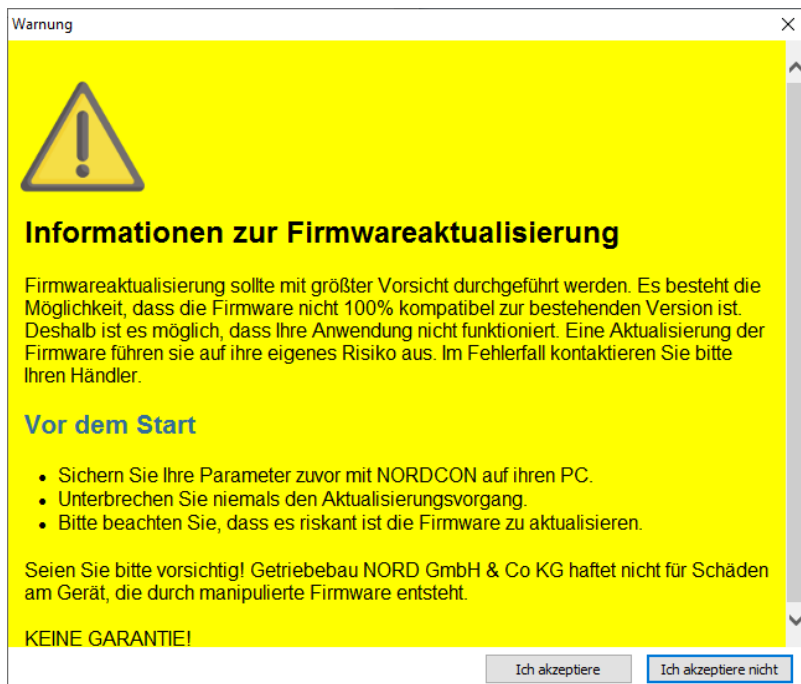 Warnung
Informationen zur Firmwareaktualisierung
Firmwareaktualisierung sollte mit größter Vorsicht durchgeführt werden. Es besteht die
Möglichkeit, dass die Firmware nicht 100% kompatibel zur bestehenden Version ist.
Deshalb ist es möglich, dass Ihre Anwendung nicht funktioniert. Eine Aktualisierung der
Firmware führen sie auf ihre eigenes Risiko aus. Im Fehlerfall kontaktieren Sie bitte
Ihren Händler.
Vor dem Start
• Sichern Sie Ihre Parameter zuvor mit NORDCON auf ihren PC.
• Unterbrechen Sie niemals den Aktualisierungsvorgang.
• Bitte beachten Sie, dass es riskant ist die Firmware zu aktualisieren.
Seien Sie bitte vorsichtig! Getriebebau NORD GmbH & Co KG haftet nicht für Schäden
am Gerät, die durch manipulierte Firmware entsteht.
KEINE GARANTIE!
Ich akzeptiere
Ich akzeptiere nicht